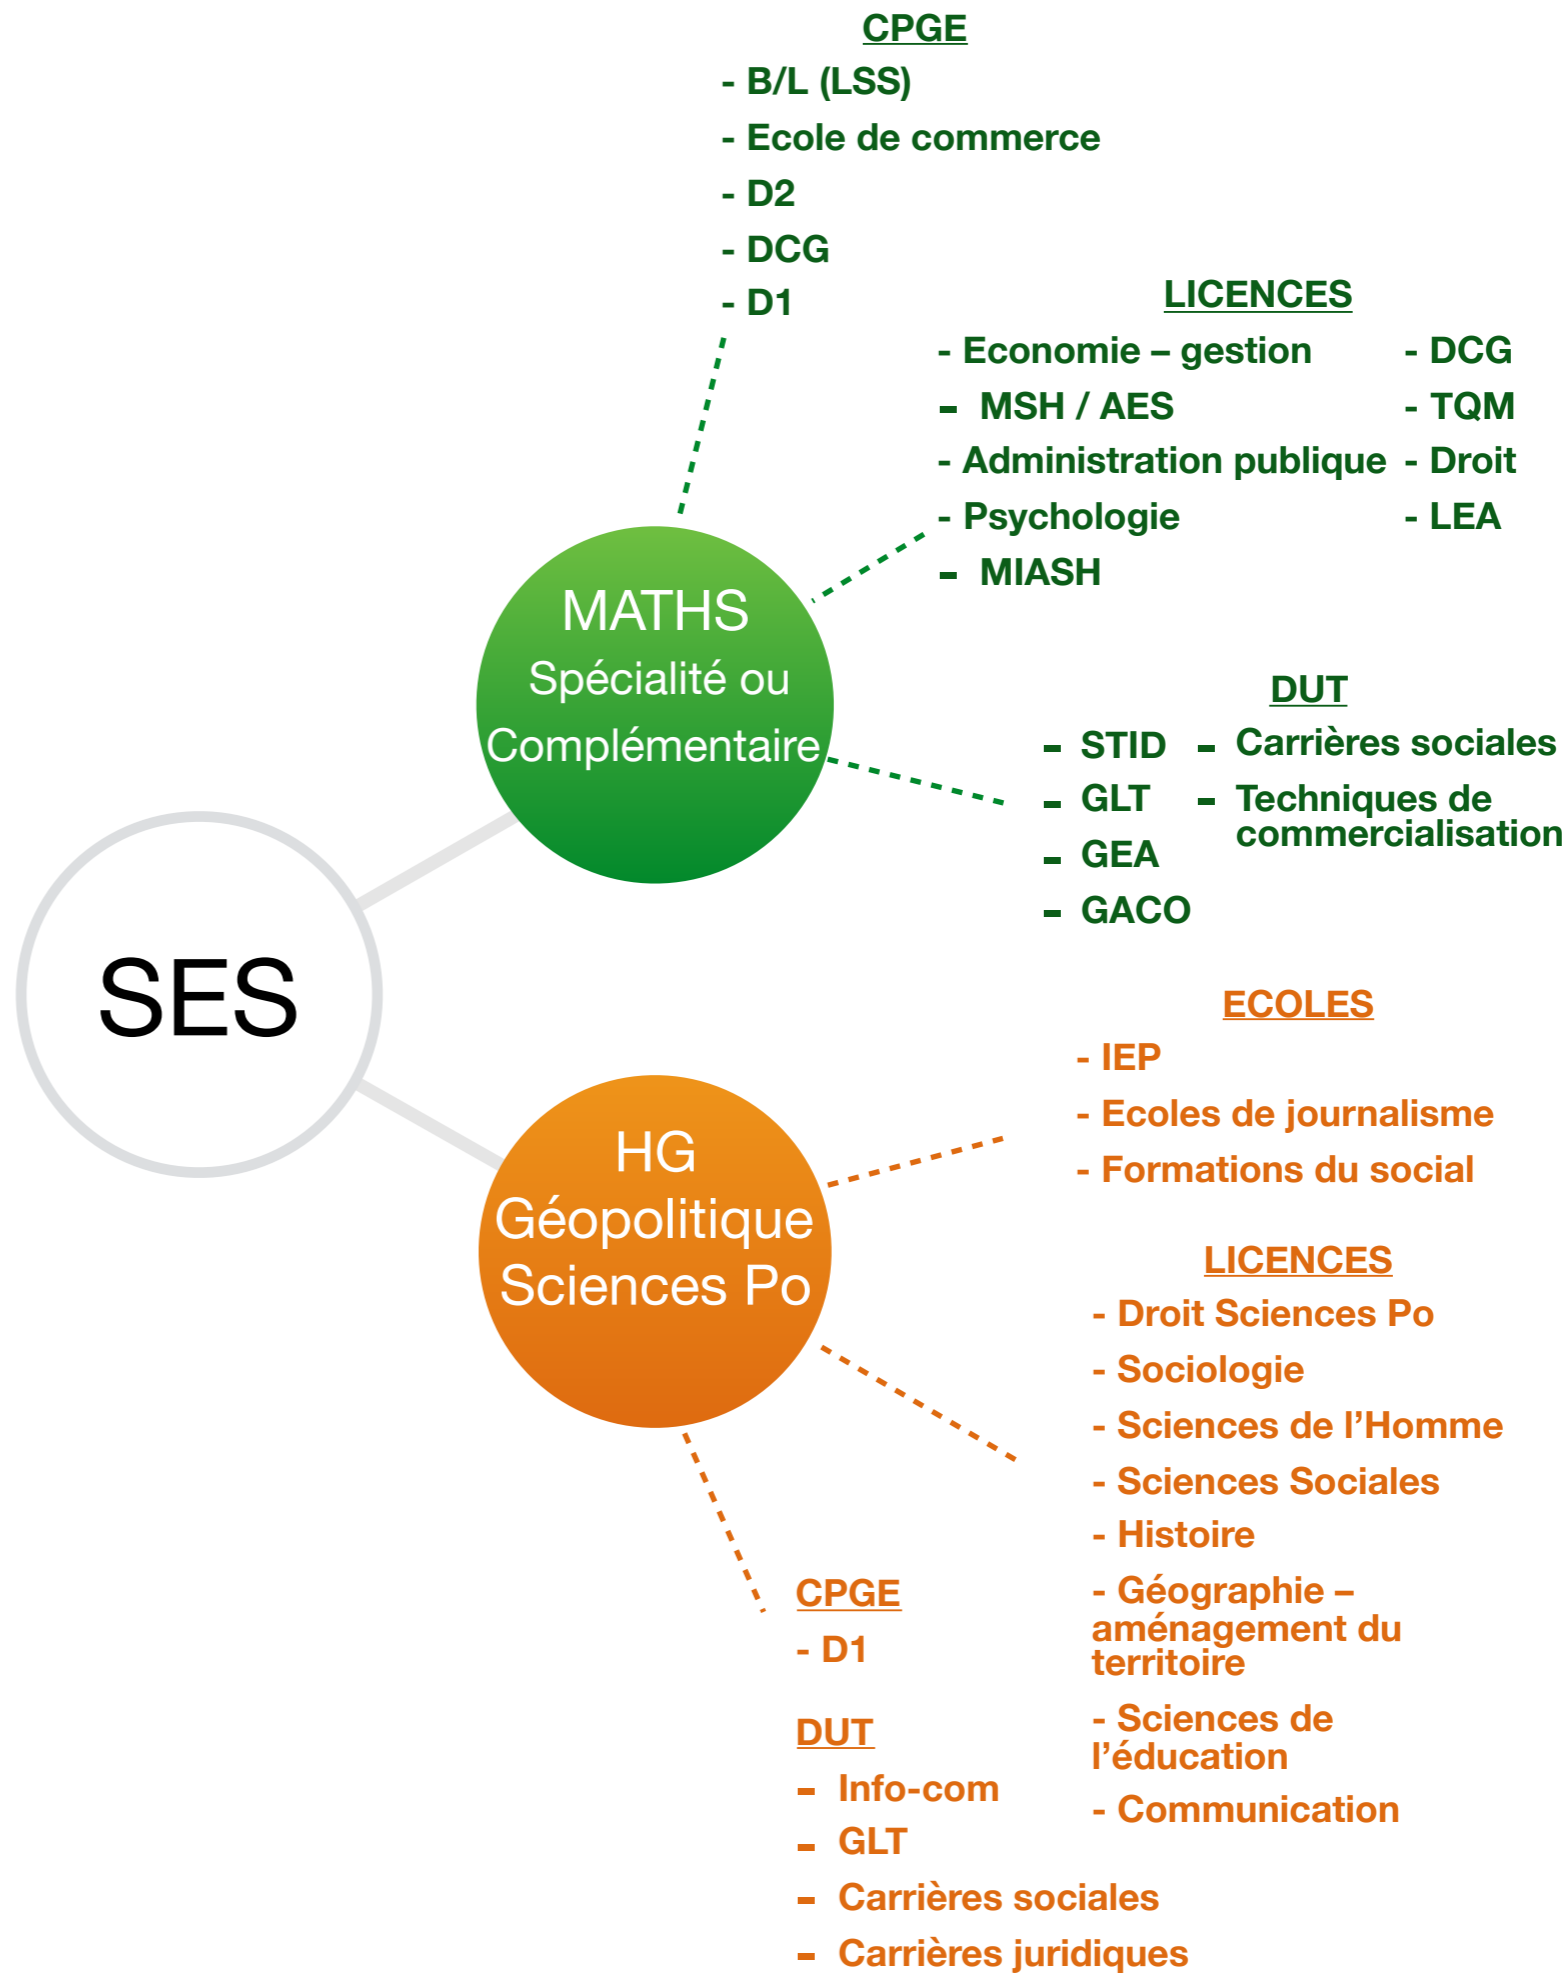 CPGE
- B/L (LSS)
- Ecole de commerce
- D2
- DCG
- D1
LICENCES
- Economie – gestion
- MSH / AES
- Administration publique
- Psychologie
- MIASH
- DCG
- TQM
- Droit
- LEA
MATHS
Spécialité ou
Complémentaire
DUT
- STID
- GLT
- GEA
- GACO
- Carrières sociales
- Techniques de
commercialisation
SES
ECOLES
- IEP
- Ecoles de journalisme
- Formations du social
HG
Géopolitique
Sciences Po
LICENCES
- Droit Sciences Po
- Sociologie
- Sciences de l’Homme
- Sciences Sociales
- Histoire
- Géographie –
aménagement du
territoire
- Sciences de
l’éducation
- Communication
CPGE
- D1
DUT
- Info-com
- GLT
- Carrières sociales
- Carrières juridiques